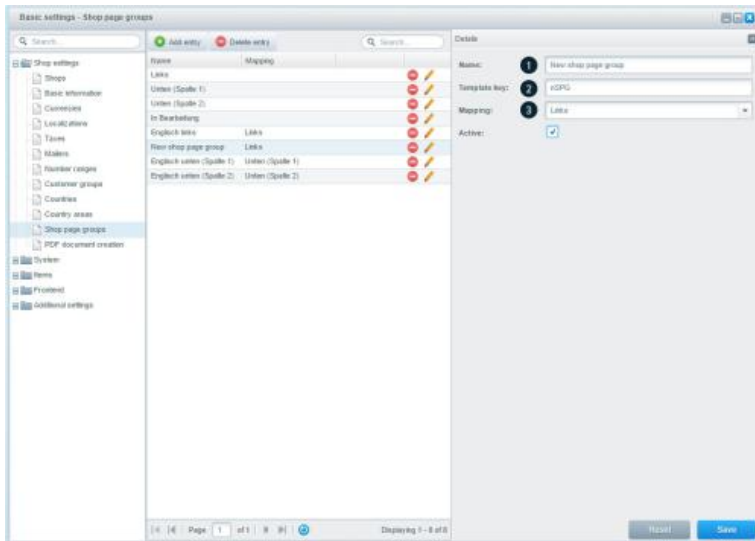 Basic settings - Shop page groups
Search...
Shop settings
Shops
Basic information
Currencies
Localizations
Taxes
Mailers
Number ranges
Customer groups
Countries
Country areas
Shop page groups
PDF document creation
System
Items
Frontend
Additional settings
Add entry
Delete entry
Search...
Name Mapping
Links
Unten (Spalte 1)
Unten (Spalte 2)
In Bearbeitung
Englisch links Links
New shop page group Links
Englisch unten (Spalte 1) Unten (Spalte 1)
Englisch unten (Spalte 2) Unten (Spalte 2)
Page 1 of 1
Displaying 1 - 8 of 8
Details
Name: 1 New shop page group
Template key: 2 nSPG
Mapping: 3 Links
Active:
Reset
Save